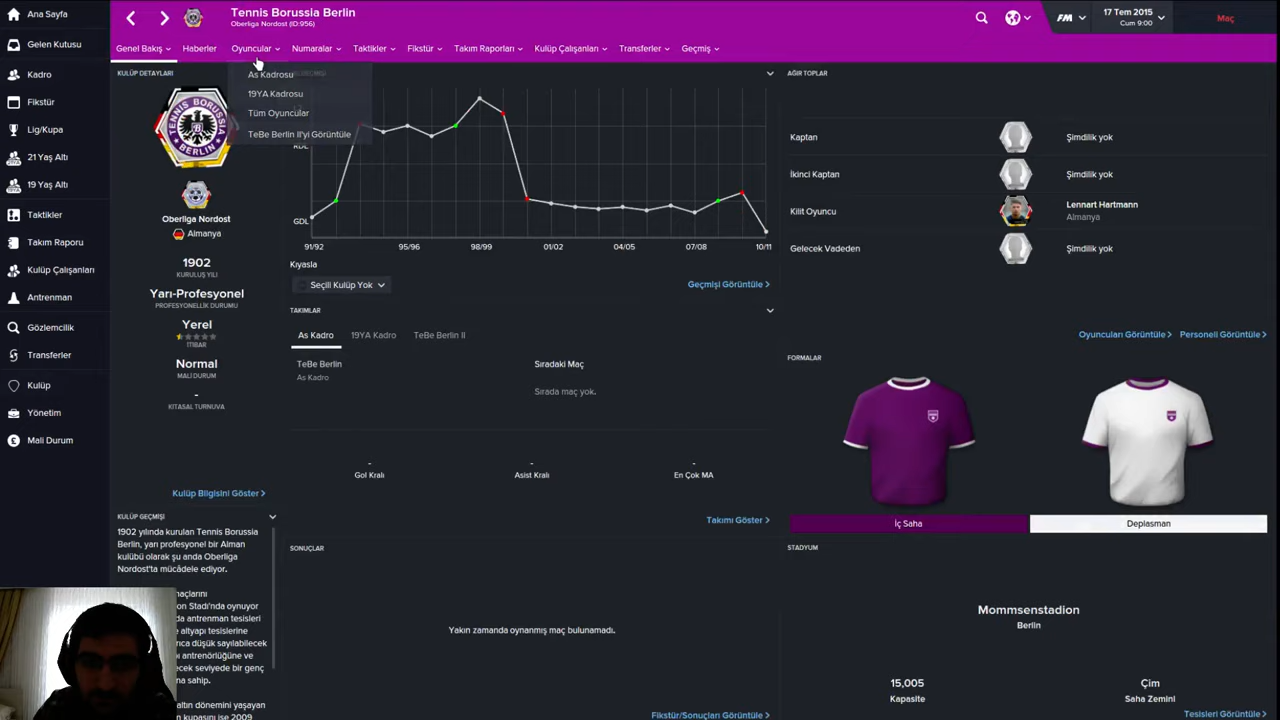 Ana Sayfa
Gelen Kutusu
Kadro
Fikstür
Lig/Kupa
21 Yaş Altı
19 Yaş Altı
Taktikler
Takım Raporu
Kulüp Çalışanları
Antrenman
Gözlemcilik
Transferler
Kulüp
Yönetim
Mali Durum
Tennis Borussia Berlin
Oberliga Nordost (ID:956)
FM
17 Tem 2015
Cum 9:00
Maç
Genel Bakış
Haberler
Oyuncular
Numaralar
Taktikler
Fikstür
Takım Raporları
Kulüp Çalışanları
Transferler
Geçmiş
As Kadrosu
19YA Kadrosu
Tüm Oyuncular
TeBe Berlin II'yi Görüntüle
KULÜP DETAYLARI
Oberliga Nordost
Almanya
1902
KURULUŞ YILI
Yarı-Profesyonel
PROFESYONELLİK DURUMU
Yerel
İTİBAR
Normal
MALİ DURUM
-
KITASAL TURNUVA
Kulüp Bilgisini Göster
KULÜP GEÇMİŞİ
1902 yılında kurulan Tennis Borussia
Berlin, yarı profesyonel bir Alman
kulübü olarak şu anda Oberliga
Nordost'ta mücâdele ediyor.
RDL
GDL
91/92
95/96
98/99
01/02
04/05
07/08
10/11
Kıyasla
Seçili Kulüp Yok
Geçmişi Görüntüle
TAKIMLAR
As Kadro
19YA Kadro
TeBe Berlin II
TeBe Berlin
As Kadro
Sıradaki Maç
Sırada maç yok.
-
Gol Kralı
-
Asist Kralı
-
En Çok MA
Takımı Göster
SONUÇLAR
Yakın zamanda oynanmış maç bulunamadı.
Fikstür/Sonuçları Görüntüle
AĞIR TOPLAR
Kaptan
Şimdilik yok
İkinci Kaptan
Şimdilik yok
Kilit Oyuncu
Lennart Hartmann
Almanya
Gelecek Vadeden
Şimdilik yok
Oyuncuları Görüntüle
Personeli Görüntüle
FORMALAR
İç Saha
Deplasman
STADYUM
Mommsenstadion
Berlin
15,005
Kapasite
Çim
Saha Zemini
Tesisleri Görüntüle